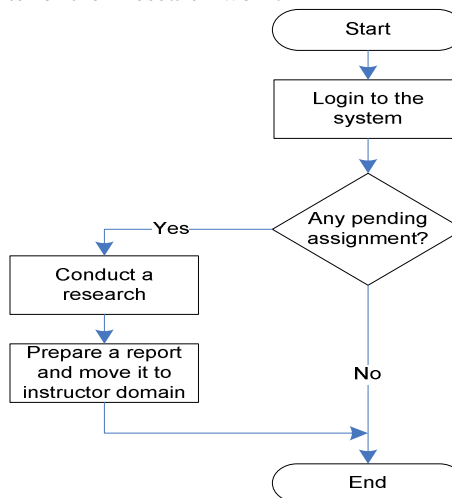 Start
Login to the
system
Any pending
assignment?
Yes
Conduct a
research
Prepare a report
and move it to
instructor domain
No
End